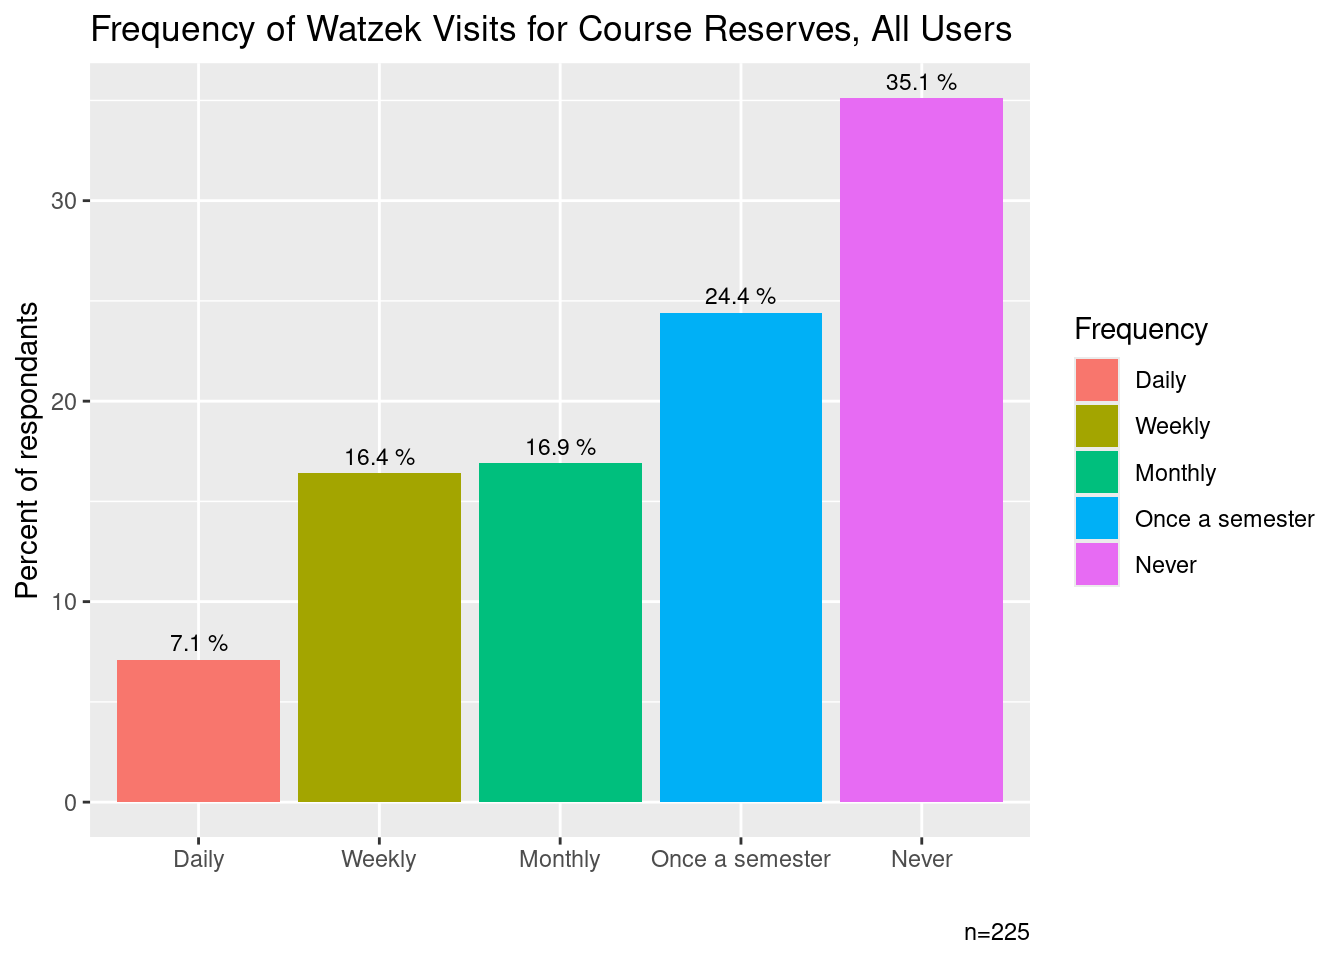 Frequency of Watzek Visits for Course Reserves, All Users
35.1 %
24.4 %
16.9 %
16.4 %
7.1 %
30
20
10
0
Percent of respondants
Daily
Weekly
Monthly
Once a semester
Never
Frequency
Daily
Weekly
Monthly
Once a semester
Never
n=225